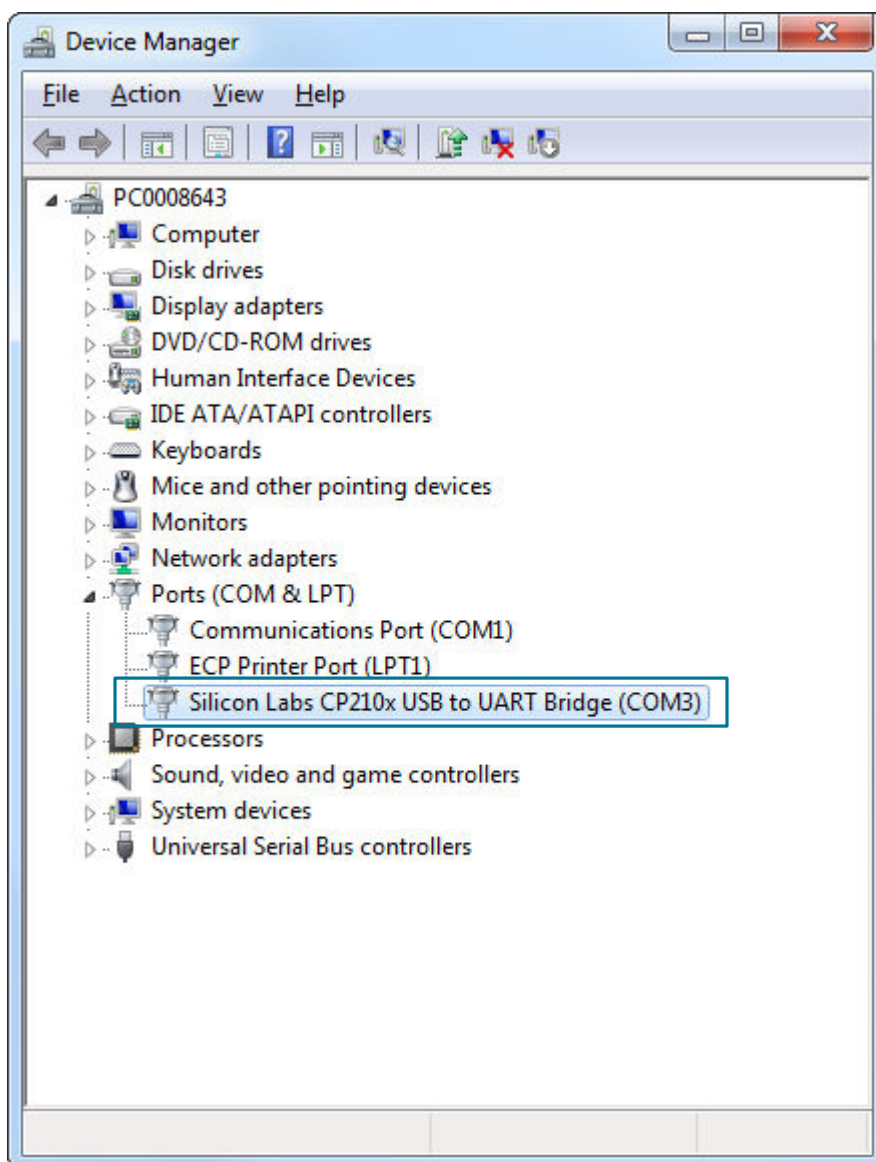 Device Manager
File Action View Help
PC0008643
Computer
Disk drives
Display adapters
DVD/CD-ROM drives
Human Interface Devices
IDE ATA/ATAPI controllers
Keyboards
Mice and other pointing devices
Monitors
Network adapters
Ports (COM & LPT)
Communications Port (COM1)
ECP Printer Port (LPT1)
Silicon Labs CP210x USB to UART Bridge (COM3)
Processors
Sound, video and game controllers
System devices
Universal Serial Bus controllers